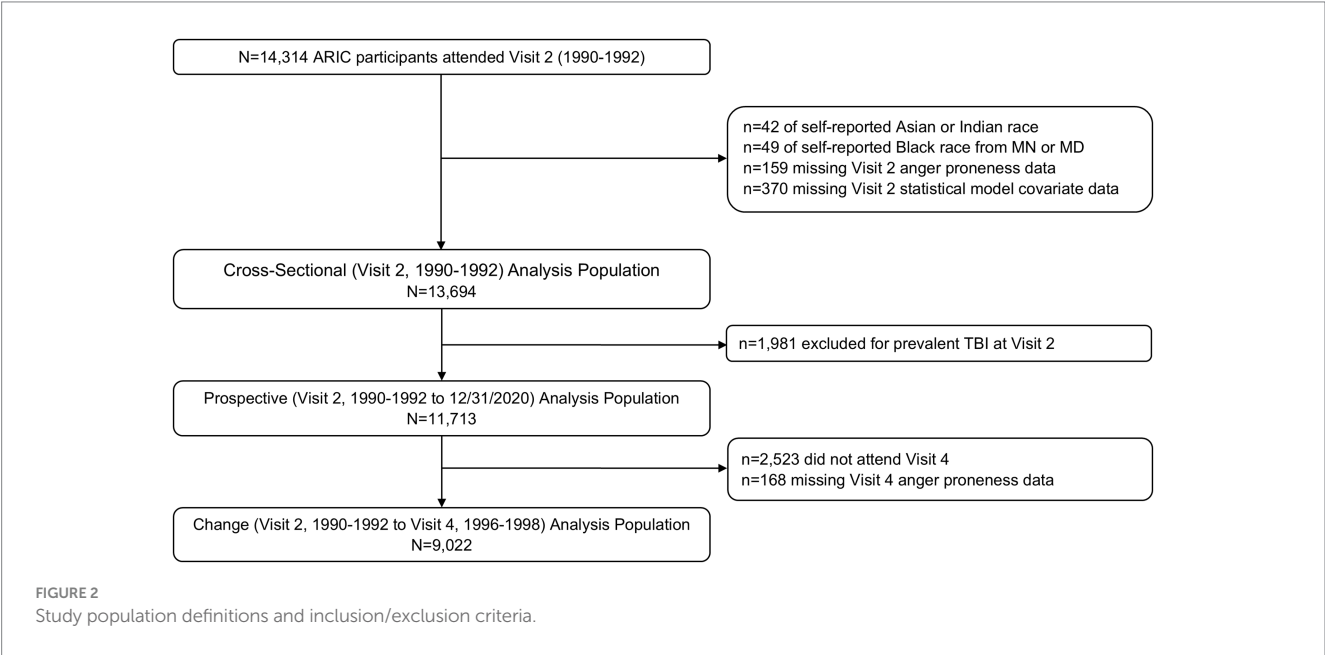 N=14,314 ARIC participants attended Visit 2 (1990-1992)
n=42 of self-reported Asian or Indian race
n=49 of self-reported Black race from MN or MD
n=159 missing Visit 2 anger proneness data
n=370 missing Visit 2 statistical model covariate data
Cross-Sectional (Visit 2, 1990-1992) Analysis Population
N=13,694
n=1,981 excluded for prevalent TBI at Visit 2
Prospective (Visit 2, 1990-1992 to 12/31/2020) Analysis Population
N=11,713
n=2,523 did not attend Visit 4
n=168 missing Visit 4 anger proneness data
Change (Visit 2, 1990-1992 to Visit 4, 1996-1998) Analysis Population
N=9,022
FIGURE 2
Study population definitions and inclusion/exclusion criteria.